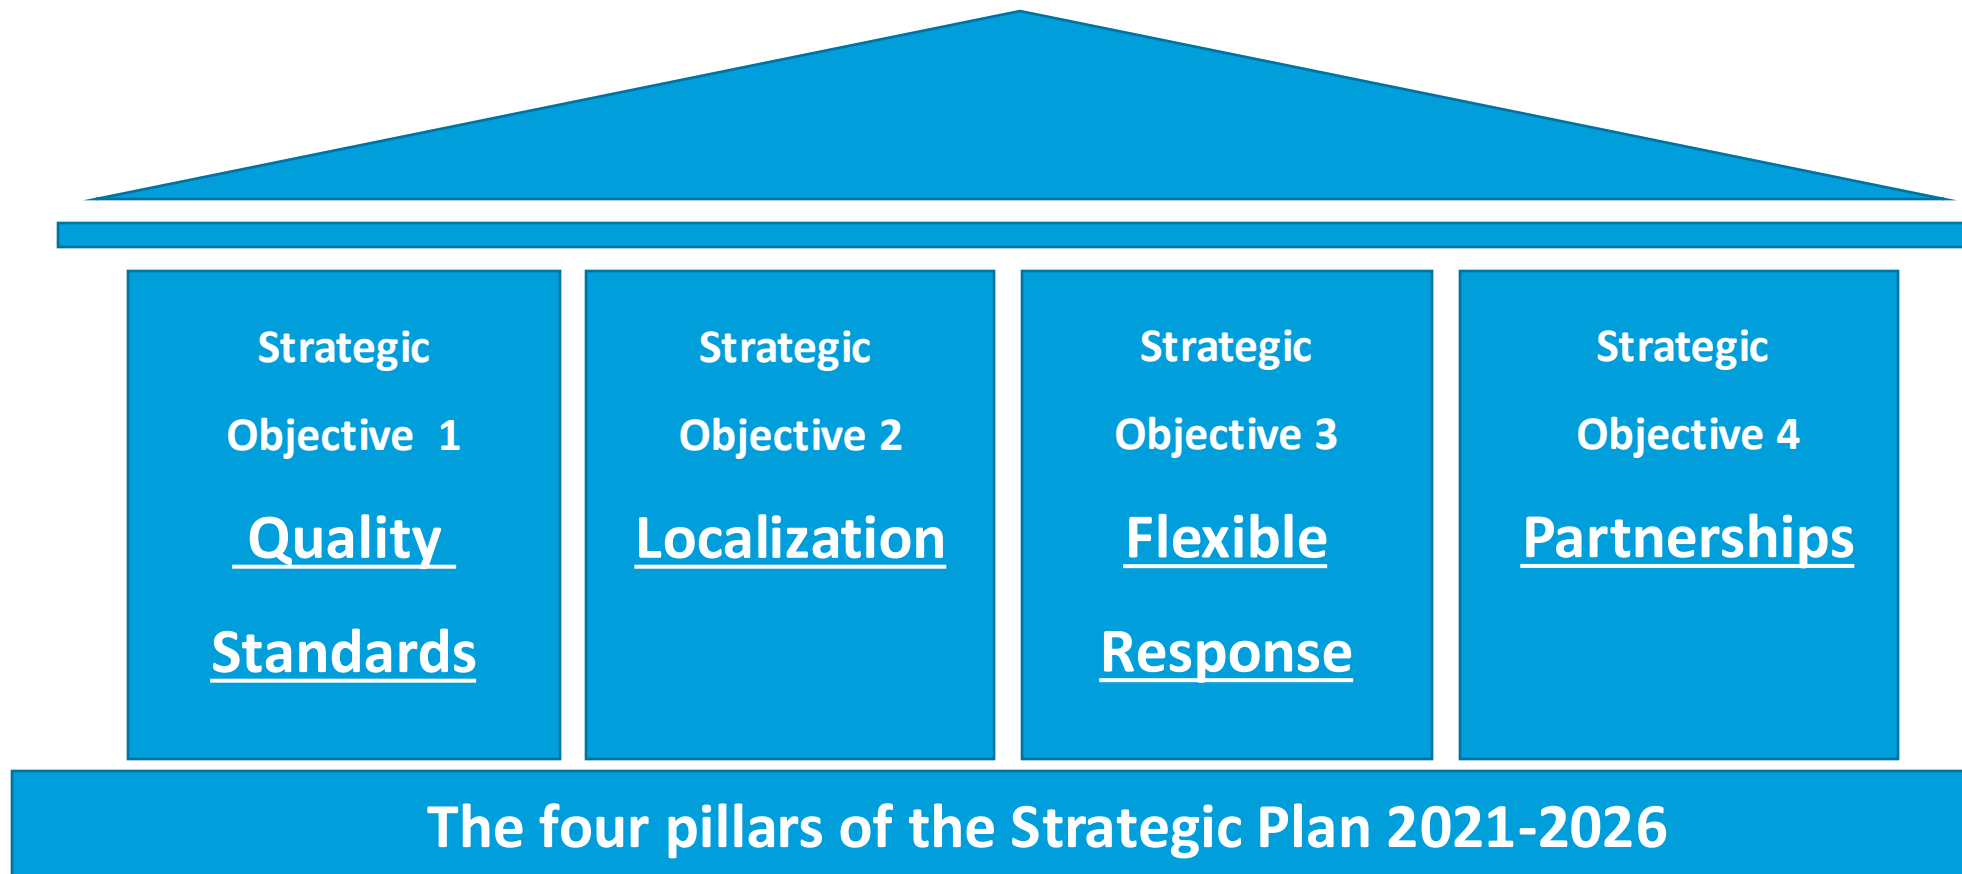 Strategic
Objective  1
Quality
Standards
Strategic
Objective 2
Localization
Strategic
Objective 3
Flexible
Response
Strategic
Objective 4
Partnerships
The four pillars of the Strategic Plan 2021-2026